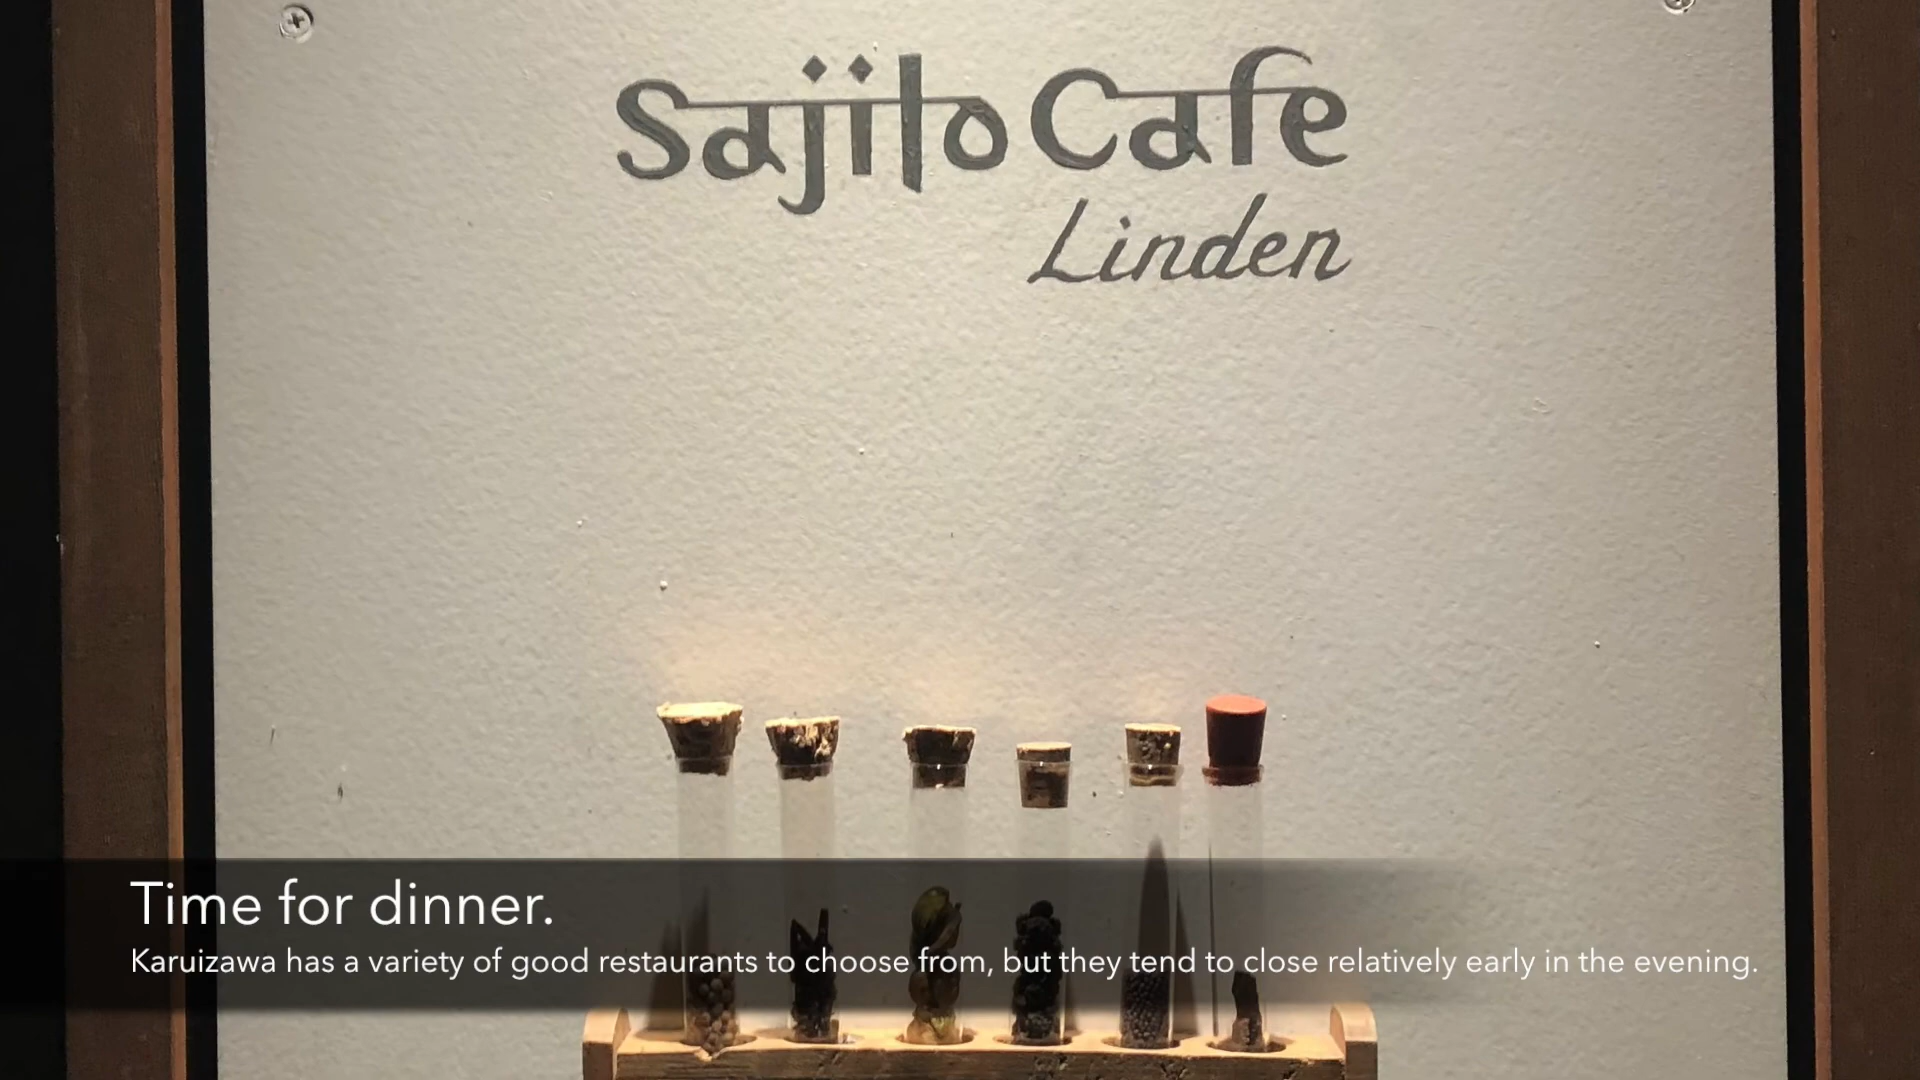 Sajilo Cafe
Linden
Time for dinner.
Karuizawa has a variety of good restaurants to choose from, but they tend to close relatively early in the evening.